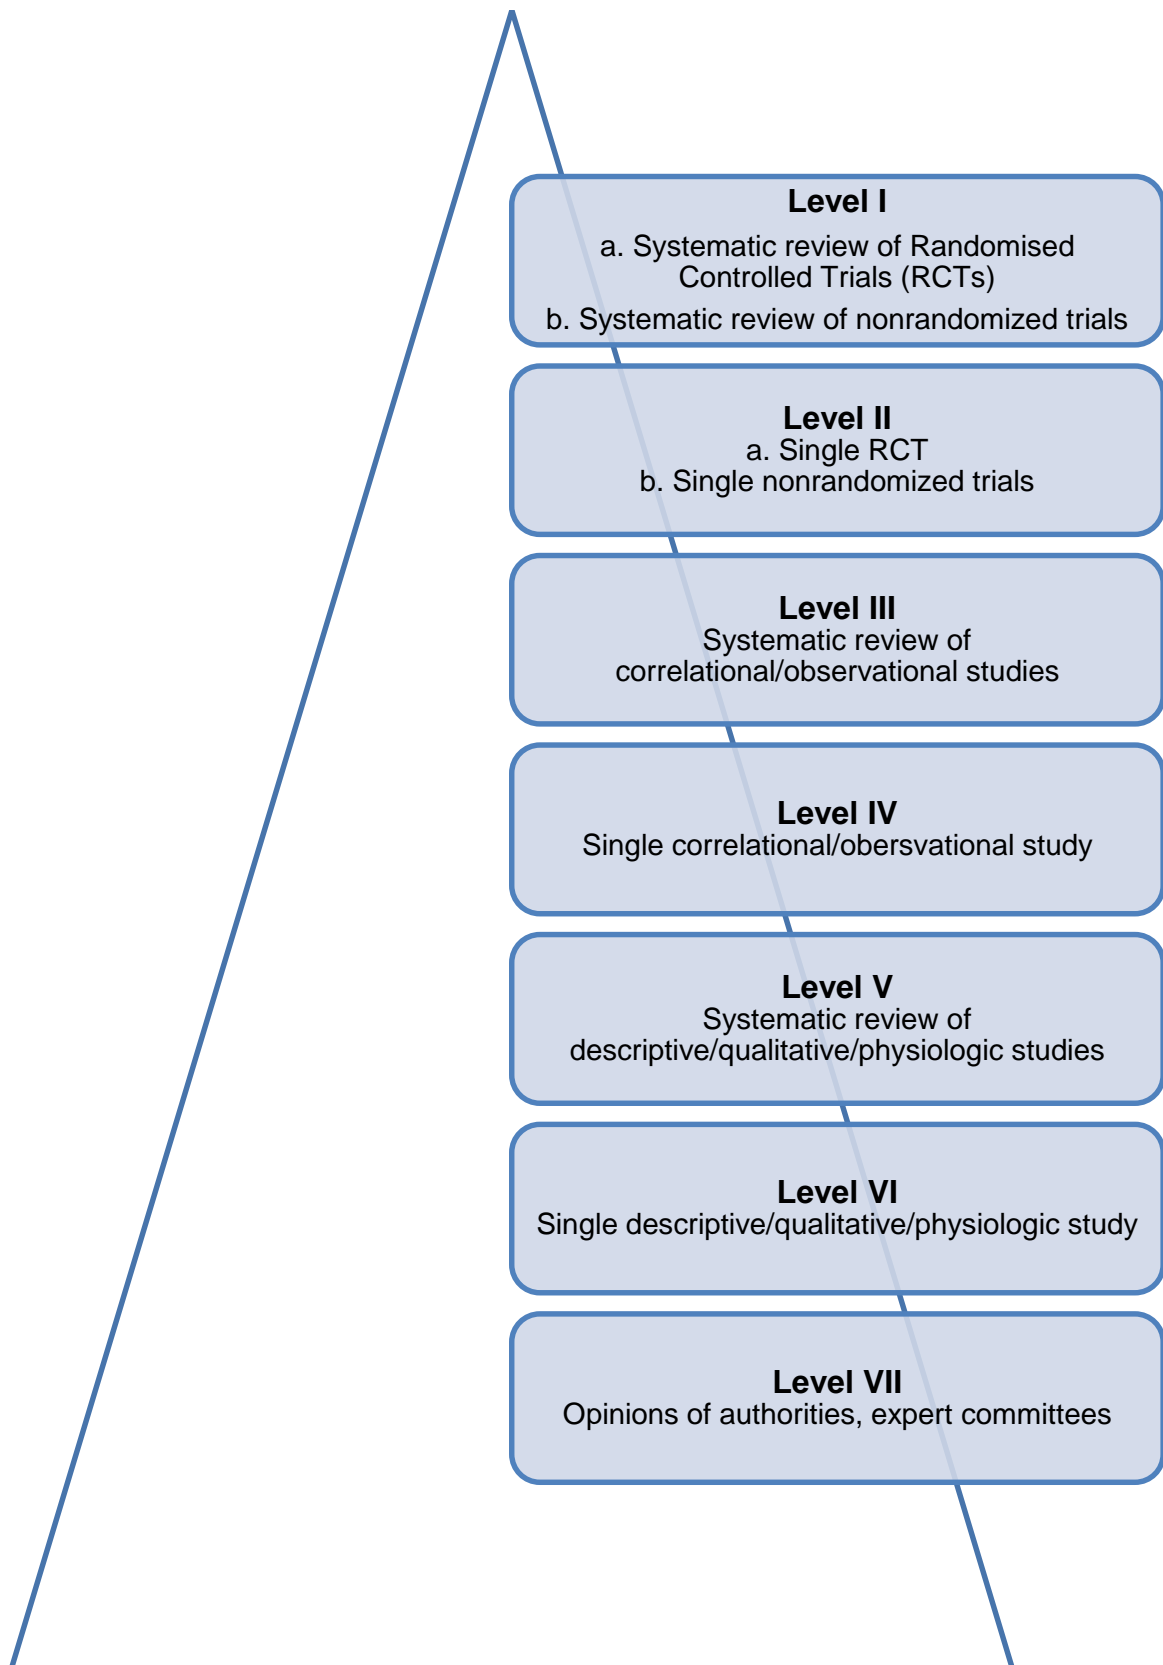 Level I
a. Systematic review of Randomised
Controlled Trials (RCTs)
b. Systematic review of nonrandomized trials
Level II
a. Single RCT
b. Single nonrandomized trials
Level III
Systematic review of
correlational/observational studies
Level IV
Single correlational/obersvational study
Level V
Systematic review of
descriptive/qualitative/physiologic studies
Level VI
Single descriptive/qualitative/physiologic study
Level VII
Opinions of authorities, expert committees